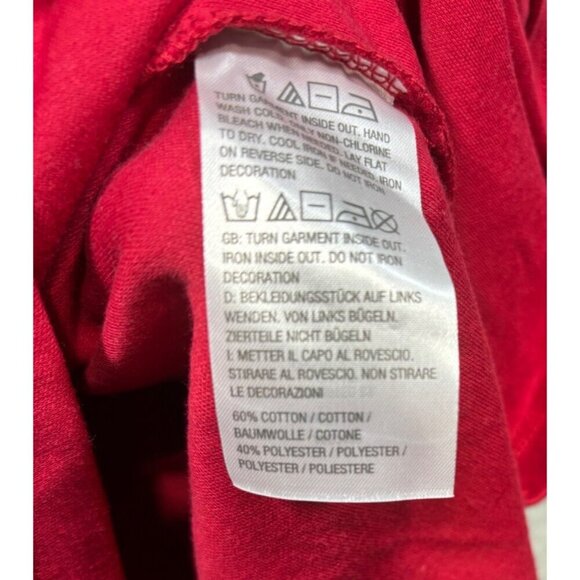 TURN GARMENT INSIDE OUT. HAND
WASH COLD. ONLY NON-CHLORINE
BLEACH WHEN NEEDED. LAY FLAT
TO DRY. COOL IRON IF NEEDED. IRON
ON REVERSE SIDE. DO NOT IRON
DECORATION
GB: TURN GARMENT INSIDE OUT.
IRON INSIDE OUT. DO NOT IRON
DECORATION
D: BEKLEIDUNGSSTÜCK AUF LINKS
WENDEN. VON LINKS BÜGELN.
ZIERTEILE NICHT BÜGELN
I: METTER IL CAPO AL ROVESCIO.
STIRARE AL ROVESCIO. NON STIRARE
LE DECORAZIONI
60% COTTON / COTTON /
BAUMWOLLE / COTONE
40% POLYESTER / POLYESTER /
POLYESTER / POLIESTERE